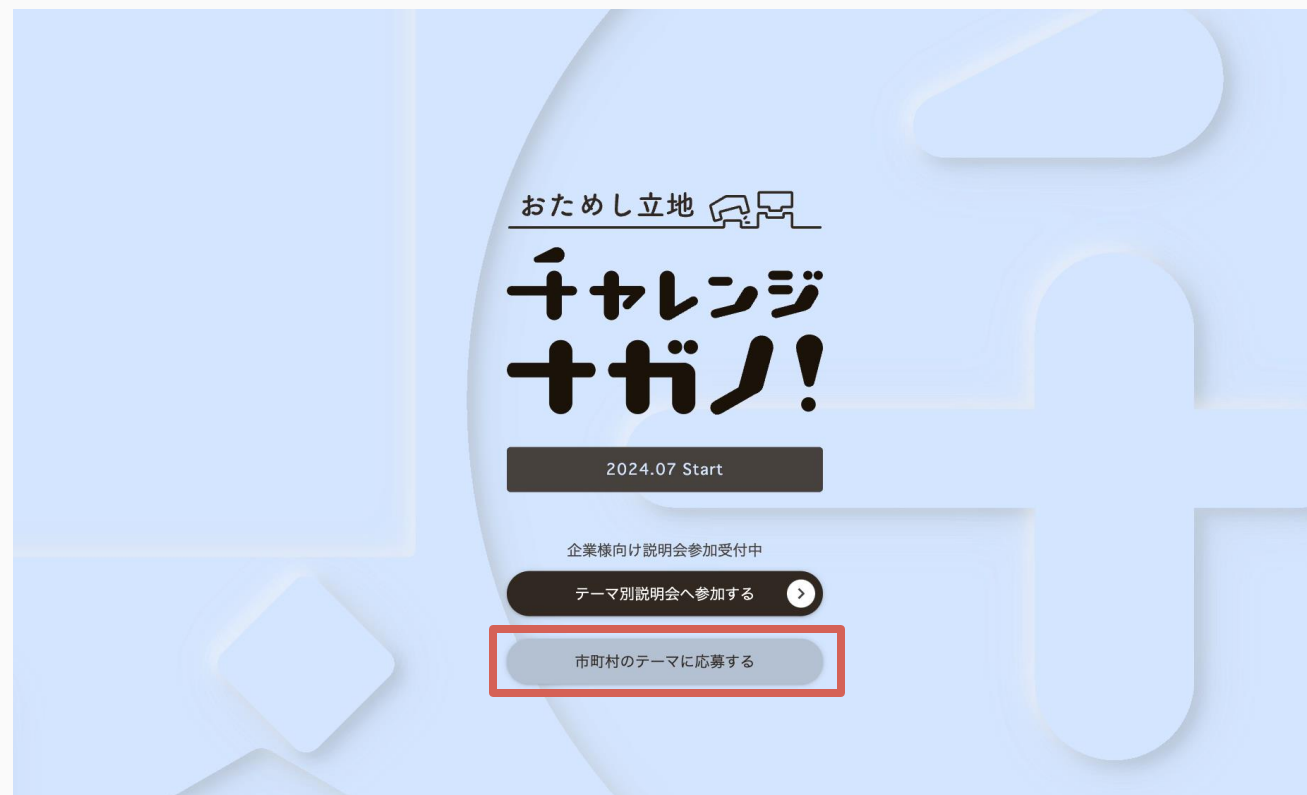 おためし立地
チャレンジ
ナガノ!
2024.07 Start
企業様向け説明会参加受付中
テーマ別説明会へ参加する
市町村のテーマに応募する